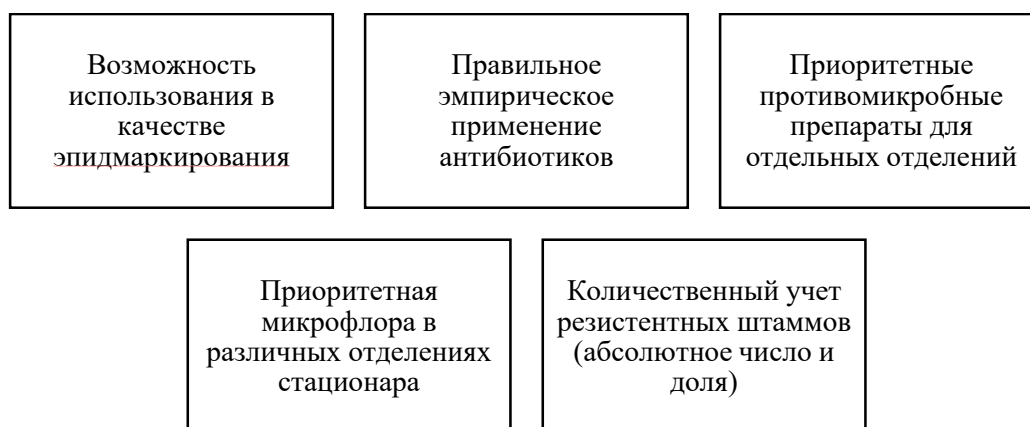 Возможность
использования в
качестве
эпидмаркирования
Правильное
эмпирическое
применение
антибиотиков
Приоритетные
противомикробные
препараты для
отдельных отделений
Приоритетная
микрофлора в
различных отделениях
стационара
Количественный учет
резистентных штаммов
(абсолютное число и
доля)